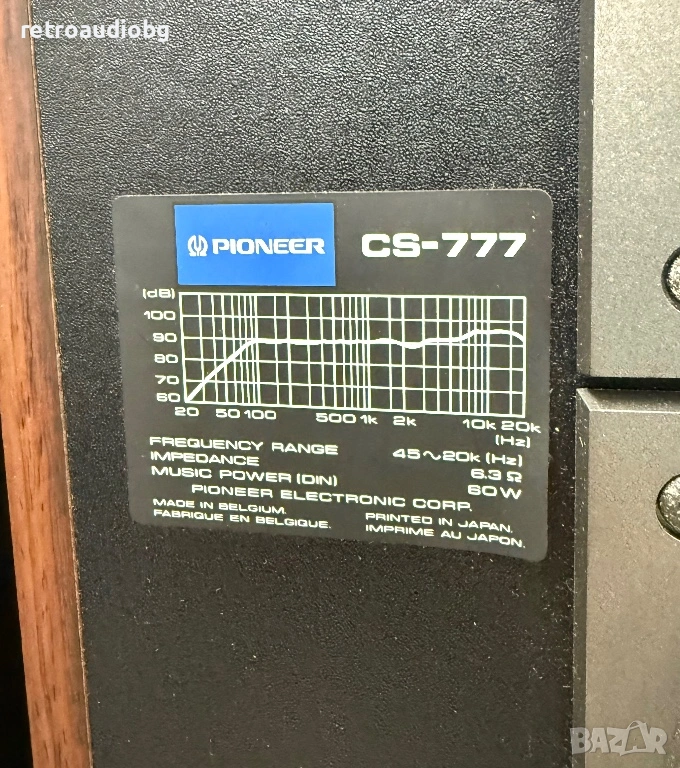 retroaudiobg
PIONEER CS-777
(dB)
100
90
80
70
60
20 50 100 500 1k 2k 10k 20k
(Hz)
FREQUENCY RANGE 45~20k (Hz)
IMPEDANCE 6.3 Ω
MUSIC POWER (DIN) 60 W
PIONEER ELECTRONIC CORP.
MADE IN BELGIUM. PRINTED IN JAPAN.
FABRIQUE EN BELGIQUE. IMPRIME AU JAPON.
BAZAR